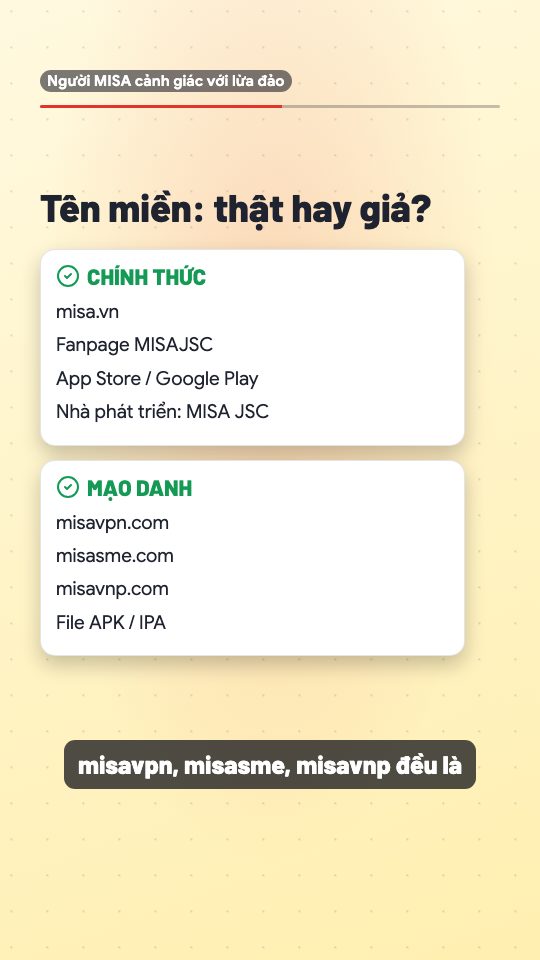 Người MISA cảnh giác với lừa đảo
Tên miền: thật hay giả?
CHÍNH THỨC
misa.vn
Fanpage MISAJSC
App Store / Google Play
Nhà phát triển: MISA JSC
MẠO DANH
misavpn.com
misasme.com
misavnp.com
File APK / IPA
misavpn, misasme, misavnp đều là